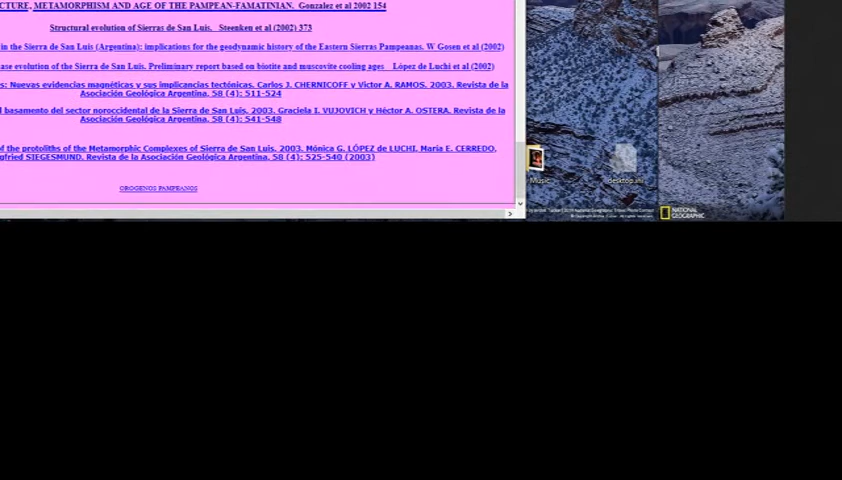 CTURE, METAMORPHISM AND AGE OF THE PAMPEAN-FAMATINIAN. Gonzalez et al 2002 154
Structural evolution of Sierras de San Luis. Steenken et al (2002) 373
in the Sierra de San Luis (Argentina): implications for the geodynamic history of the Eastern Sierras Pampeanas. W Gosen et al (2002)
ase evolution of the Sierra de San Luis. Preliminary report based on biotite and muscovite cooling ages López de Luchi et al (2002)
s: Nuevas evidencias magnéticas y sus implicancias tectónicas. Carlos J. CHERNICOFF y Victor A. RAMOS. 2003. Revista de la
Asociación Geológica Argentina, 58 (4): 511-524
l basamento del sector noroccidental de la Sierra de San Luis. 2003. Graciela I. VUJOVICH y Héctor A. OSTERA. Revista de la
Asociación Geológica Argentina, 58 (4): 541-548
of the protoliths of the Metamorphic Complexes of Sierra de San Luis. 2003. Mónica G. LÓPEZ de LUCHI, Maria E. CERREDO,
gfried SIEGESMUND. Revista de la Asociación Geológica Argentina, 58 (4): 525-540 (2003)
OROGENOS PAMPEANOS
Music
desktop.ini
NATIONAL
GEOGRAPHIC